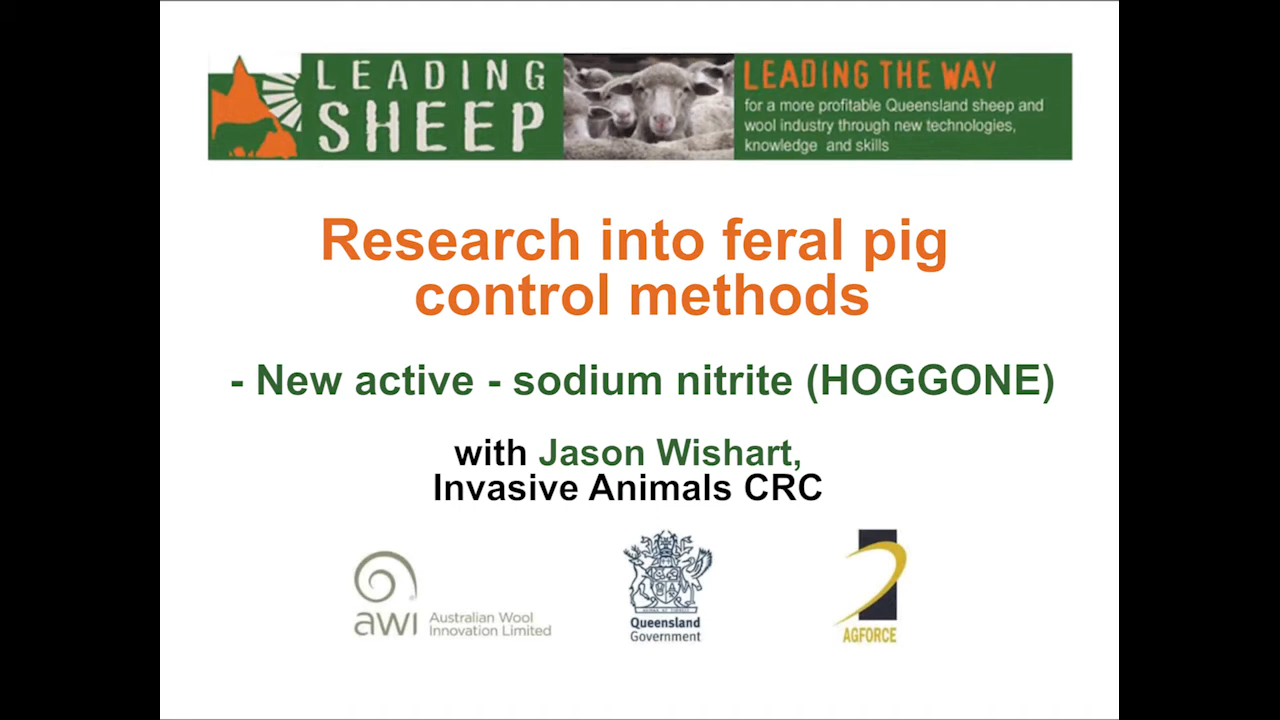 LEADING
SHEEP
LEADING THE WAY
for a more profitable Queensland sheep and
wool industry through new technologies,
knowledge and skills
Research into feral pig
control methods
- New active - sodium nitrite (HOGGONE)
with Jason Wishart,
Invasive Animals CRC
awi
Australian Wool
Innovation Limited
Queensland
Government
AGFORCE